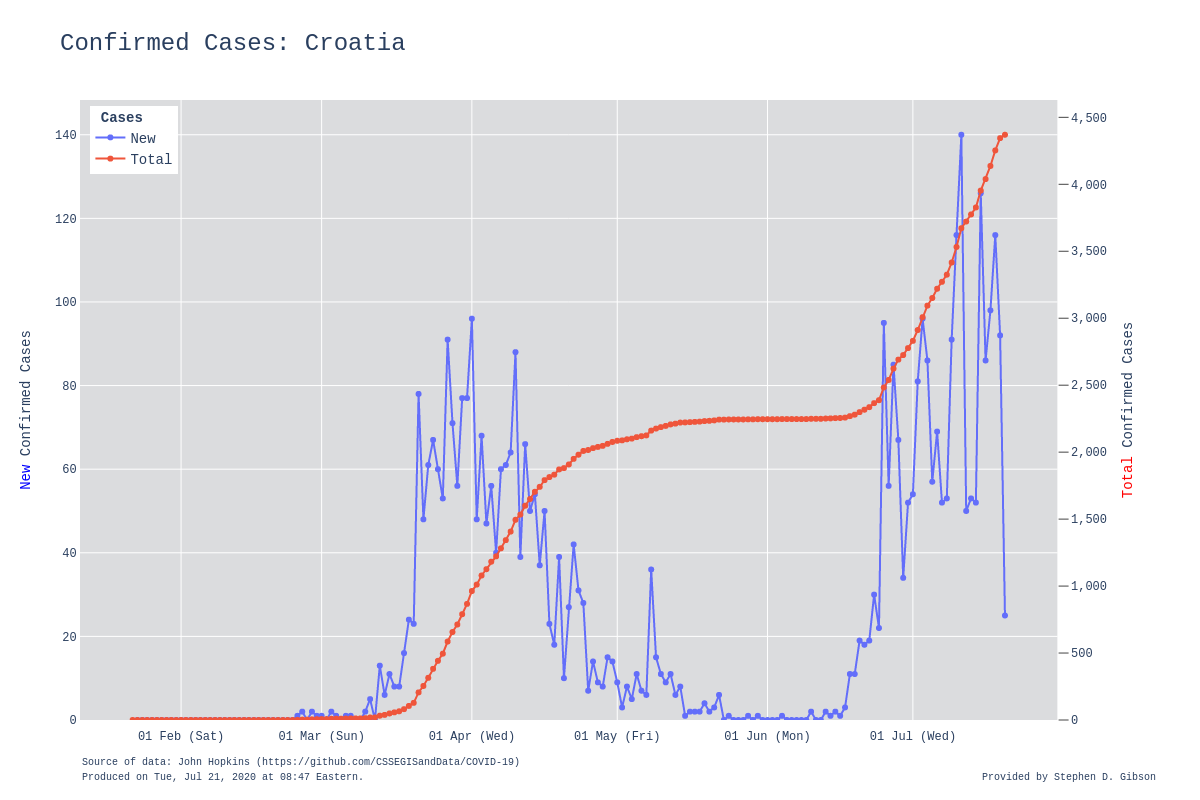 Confirmed Cases: Croatia
Cases
New
Total
140
120
100
80
60
40
20
0
4,500
4,000
3,500
3,000
2,500
2,000
1,500
1,000
500
0
New Confirmed Cases
Total Confirmed Cases
01 Feb (Sat)
01 Mar (Sun)
01 Apr (Wed)
01 May (Fri)
01 Jun (Mon)
01 Jul (Wed)
Source of data: John Hopkins (https://github.com/CSSEGISandData/COVID-19)
Produced on Tue, Jul 21, 2020 at 08:47 Eastern.
Provided by Stephen D. Gibson